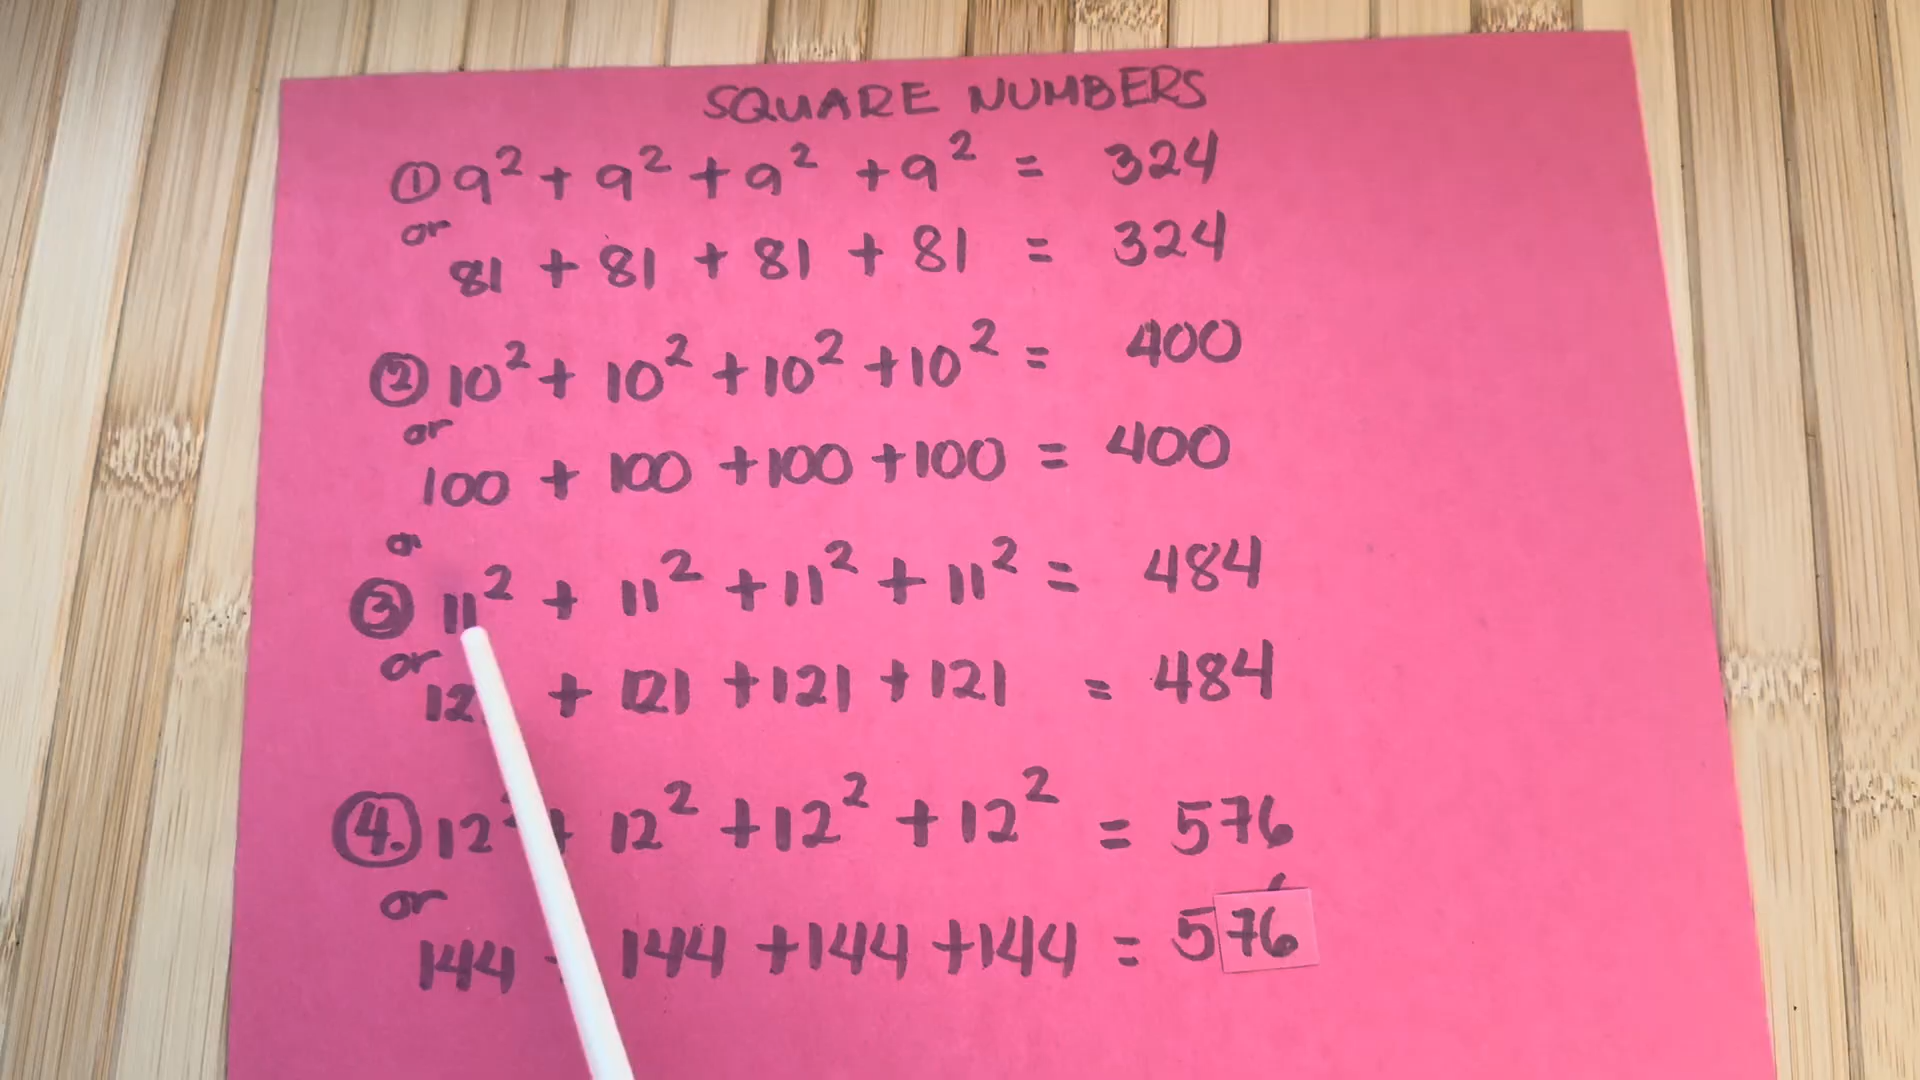 SQUARE NUMBERS
① 9² + 9² + 9² + 9² = 324
or
81 + 81 + 81 + 81 = 324
② 10² + 10² + 10² + 10² = 400
or
100 + 100 + 100 + 100 = 400
or
③ 11² + 11² + 11² + 11² = 484
or
12 + 121 + 121 + 121 = 484
④. 12² + 12² + 12² + 12² = 576
or
144 144 + 144 + 144 = 576